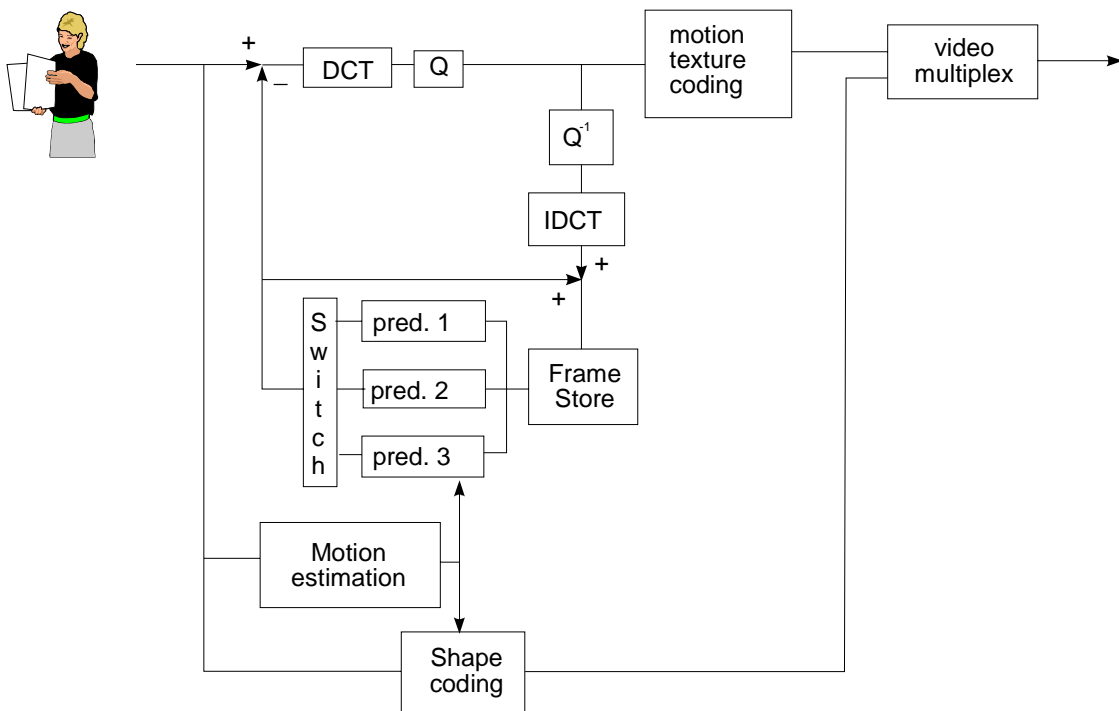 +
–
DCT
Q
motion
texture
coding
video
multiplex
Q-1
IDCT
+
+
S
w
i
t
c
h
pred. 1
pred. 2
pred. 3
Frame
Store
Motion
estimation
Shape
coding